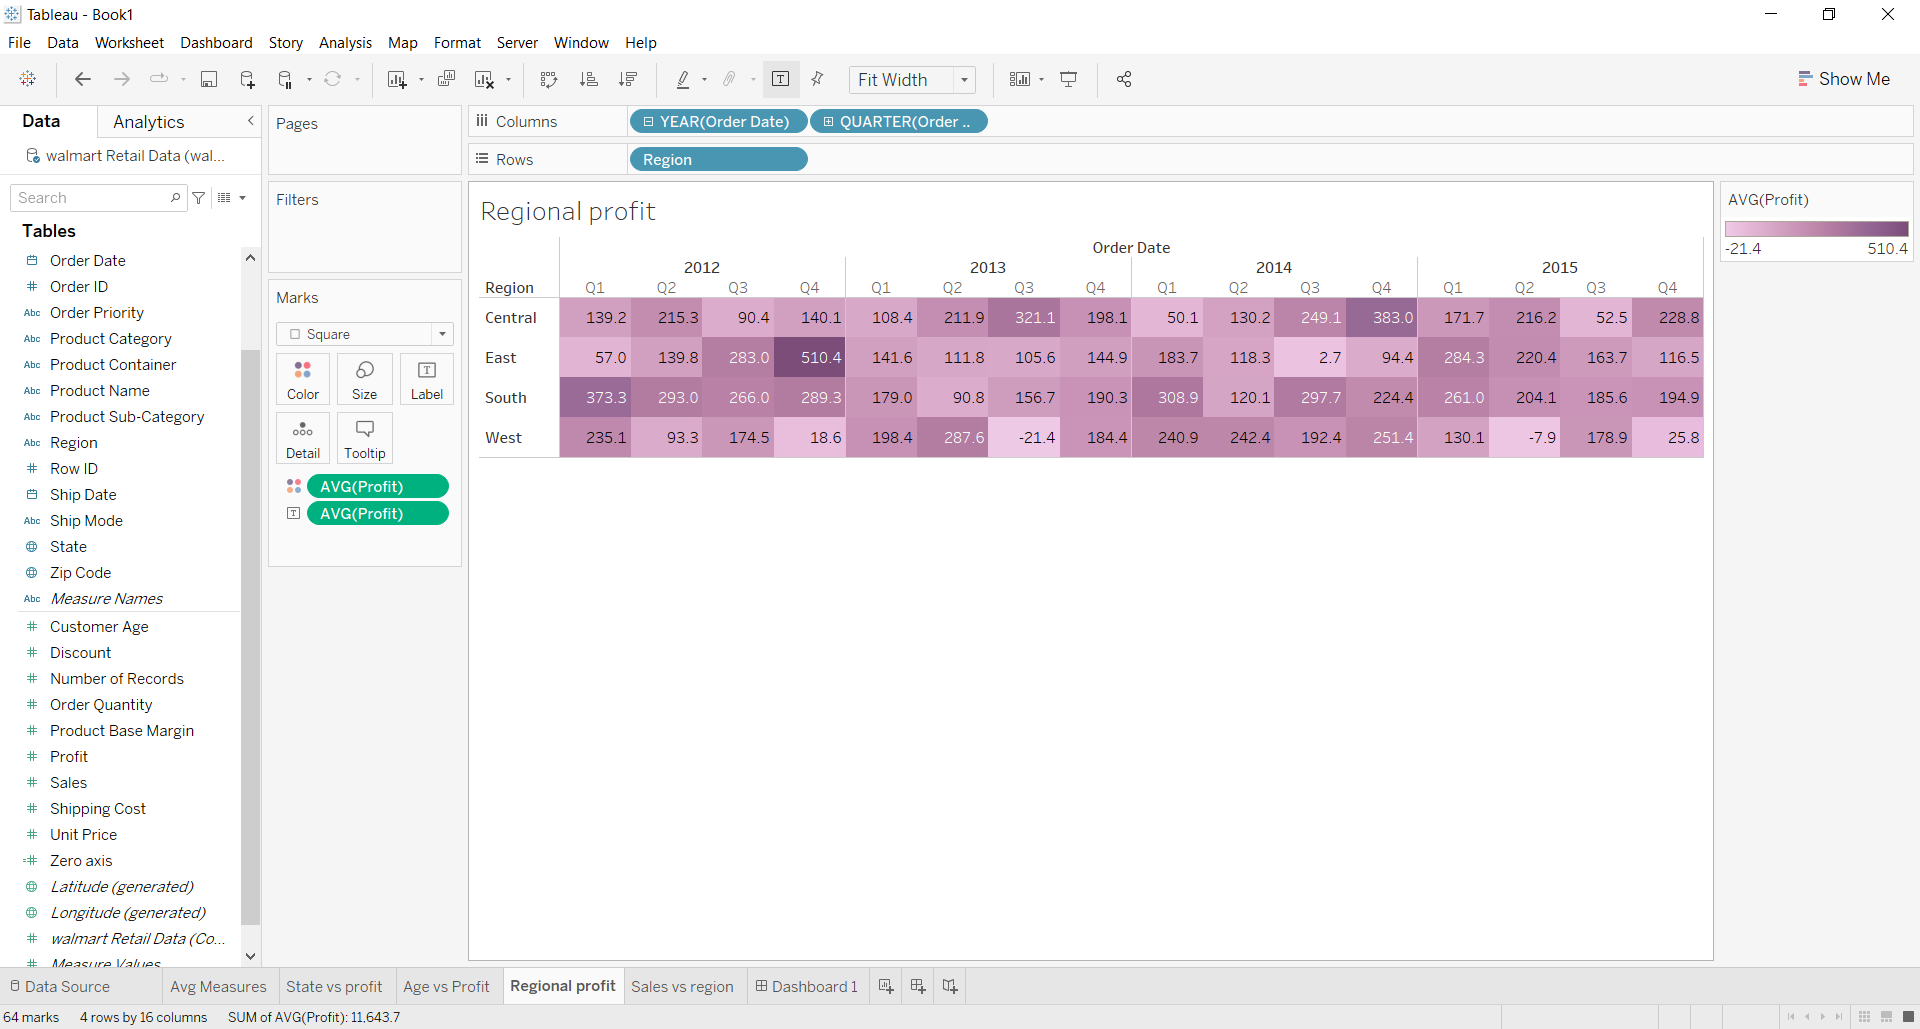 Tableau - Book1
File Data Worksheet Dashboard Story Analysis Map Format Server Window Help
Fit Width
Show Me
Data
Analytics
walmart Retail Data (wal...
Search
Tables
Order Date
Order ID
Abc Order Priority
Abc Product Category
Abc Product Container
Abc Product Name
Abc Product Sub-Category
Abc Region
Row ID
Ship Date
Abc Ship Mode
State
Zip Code
Abc Measure Names
Customer Age
Discount
Number of Records
Order Quantity
Product Base Margin
Profit
Sales
Shipping Cost
Unit Price
Zero axis
Latitude (generated)
Longitude (generated)
walmart Retail Data (Co...
Measure Values
Pages
Filters
Marks
Square
Color Size Label
Detail Tooltip
AVG(Profit)
AVG(Profit)
Columns YEAR(Order Date) QUARTER(Order ..
Rows Region
Regional profit
Order Date
2012 2013 2014 2015
Region Q1 Q2 Q3 Q4 Q1 Q2 Q3 Q4 Q1 Q2 Q3 Q4 Q1 Q2 Q3 Q4
Central 139.2 215.3 90.4 140.1 108.4 211.9 321.1 198.1 50.1 130.2 249.1 383.0 171.7 216.2 52.5 228.8
East 57.0 139.8 283.0 510.4 141.6 111.8 105.6 144.9 183.7 118.3 2.7 94.4 284.3 220.4 163.7 116.5
South 373.3 293.0 266.0 289.3 179.0 90.8 156.7 190.3 308.9 120.1 297.7 224.4 261.0 204.1 185.6 194.9
West 235.1 93.3 174.5 18.6 198.4 287.6 -21.4 184.4 240.9 242.4 192.4 251.4 130.1 -7.9 178.9 25.8
AVG(Profit)
-21.4 510.4
Data Source Avg Measures State vs profit Age vs Profit Regional profit Sales vs region Dashboard 1
64 marks 4 rows by 16 columns SUM of AVG(Profit): 11,643.7